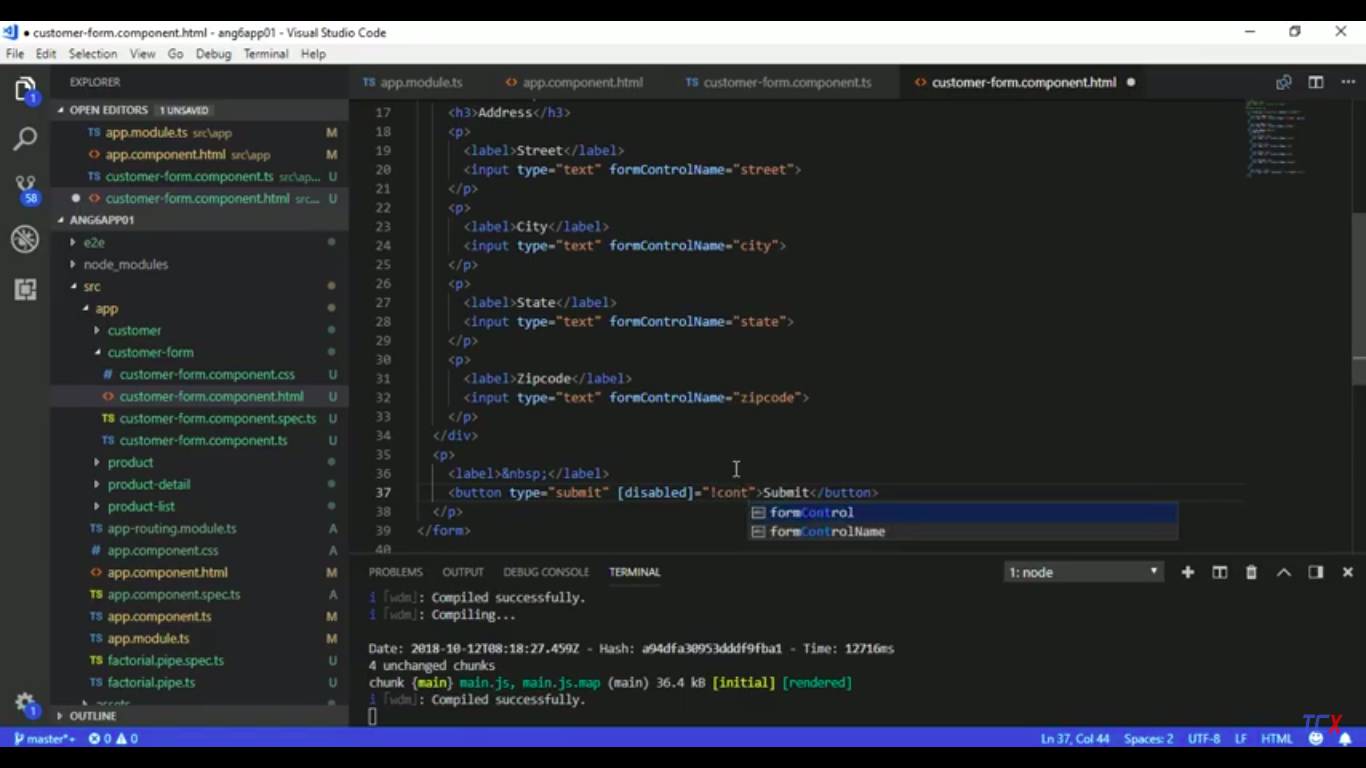 customer-form.component.html - ang6app01 - Visual Studio Code
File Edit Selection View Go Debug Terminal Help
EXPLORER
OPEN EDITORS 1 UNSAVED
TS app.module.ts src\app M
<> app.component.html src\app M
TS customer-form.component.ts src\ap... U
<> customer-form.component.html src... U
ANG6APP01
e2e
node_modules
src
app
customer
customer-form
# customer-form.component.css U
<> customer-form.component.html U
TS customer-form.component.spec.ts U
TS customer-form.component.ts U
product
product-detail
product-list
TS app-routing.module.ts A
# app.component.css A
<> app.component.html M
TS app.component.spec.ts A
TS app.component.ts M
TS app.module.ts M
TS factorial.pipe.spec.ts U
TS factorial.pipe.ts U
OUTLINE
1
58
1
TS app.module.ts <> app.component.html TS customer-form.component.ts <> customer-form.component.html
17 <h3>Address</h3>
18 <p>
19 <label>Street</label>
20 <input type="text" formControlName="street">
21 </p>
22 <p>
23 <label>City</label>
24 <input type="text" formControlName="city">
25 </p>
26 <p>
27 <label>State</label>
28 <input type="text" formControlName="state">
29 </p>
30 <p>
31 <label>Zipcode</label>
32 <input type="text" formControlName="zipcode">
33 </p>
34 </div>
35 <p>
36 <label>&nbsp;</label>
37 <button type="submit" [disabled]="!cont">Submit</button>
38 </p>
39 </form>
40
formControl
formControlName
PROBLEMS OUTPUT DEBUG CONSOLE TERMINAL 1: node
i ｢wdm｣: Compiled successfully.
i ｢wdm｣: Compiling...
Date: 2018-10-12T08:18:27.459Z - Hash: a94dfa30953dddf9fba1 - Time: 12716ms
4 unchanged chunks
chunk {main} main.js, main.js.map (main) 36.4 kB [initial] [rendered]
i ｢wdm｣: Compiled successfully.
TCX
master*+ 0 0 Ln 37, Col 44 Spaces: 2 UTF-8 LF HTML